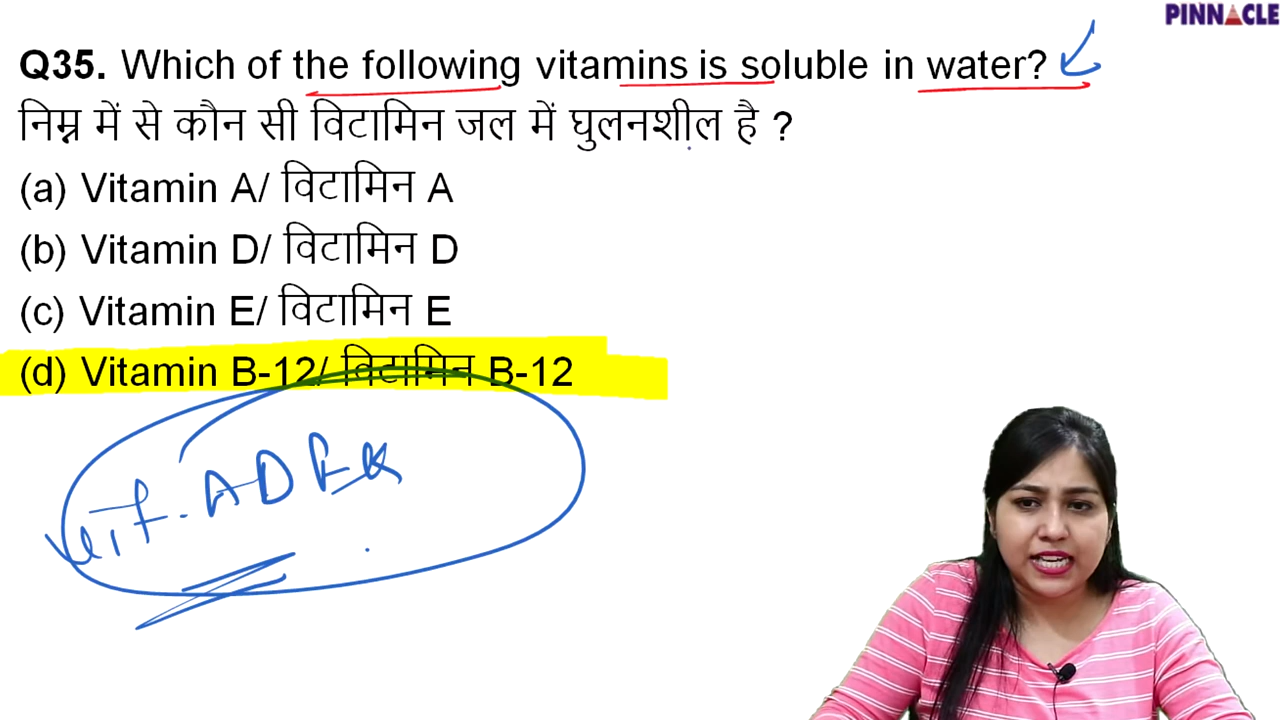 PINNACLE
Q35. Which of the following vitamins is soluble in water?
निम्न में से कौन सी विटामिन जल में घुलनशील है ?
(a) Vitamin A/ विटामिन A
(b) Vitamin D/ विटामिन D
(c) Vitamin E/ विटामिन E
(d) Vitamin B-12/ विटामिन B-12
vit. A D E K